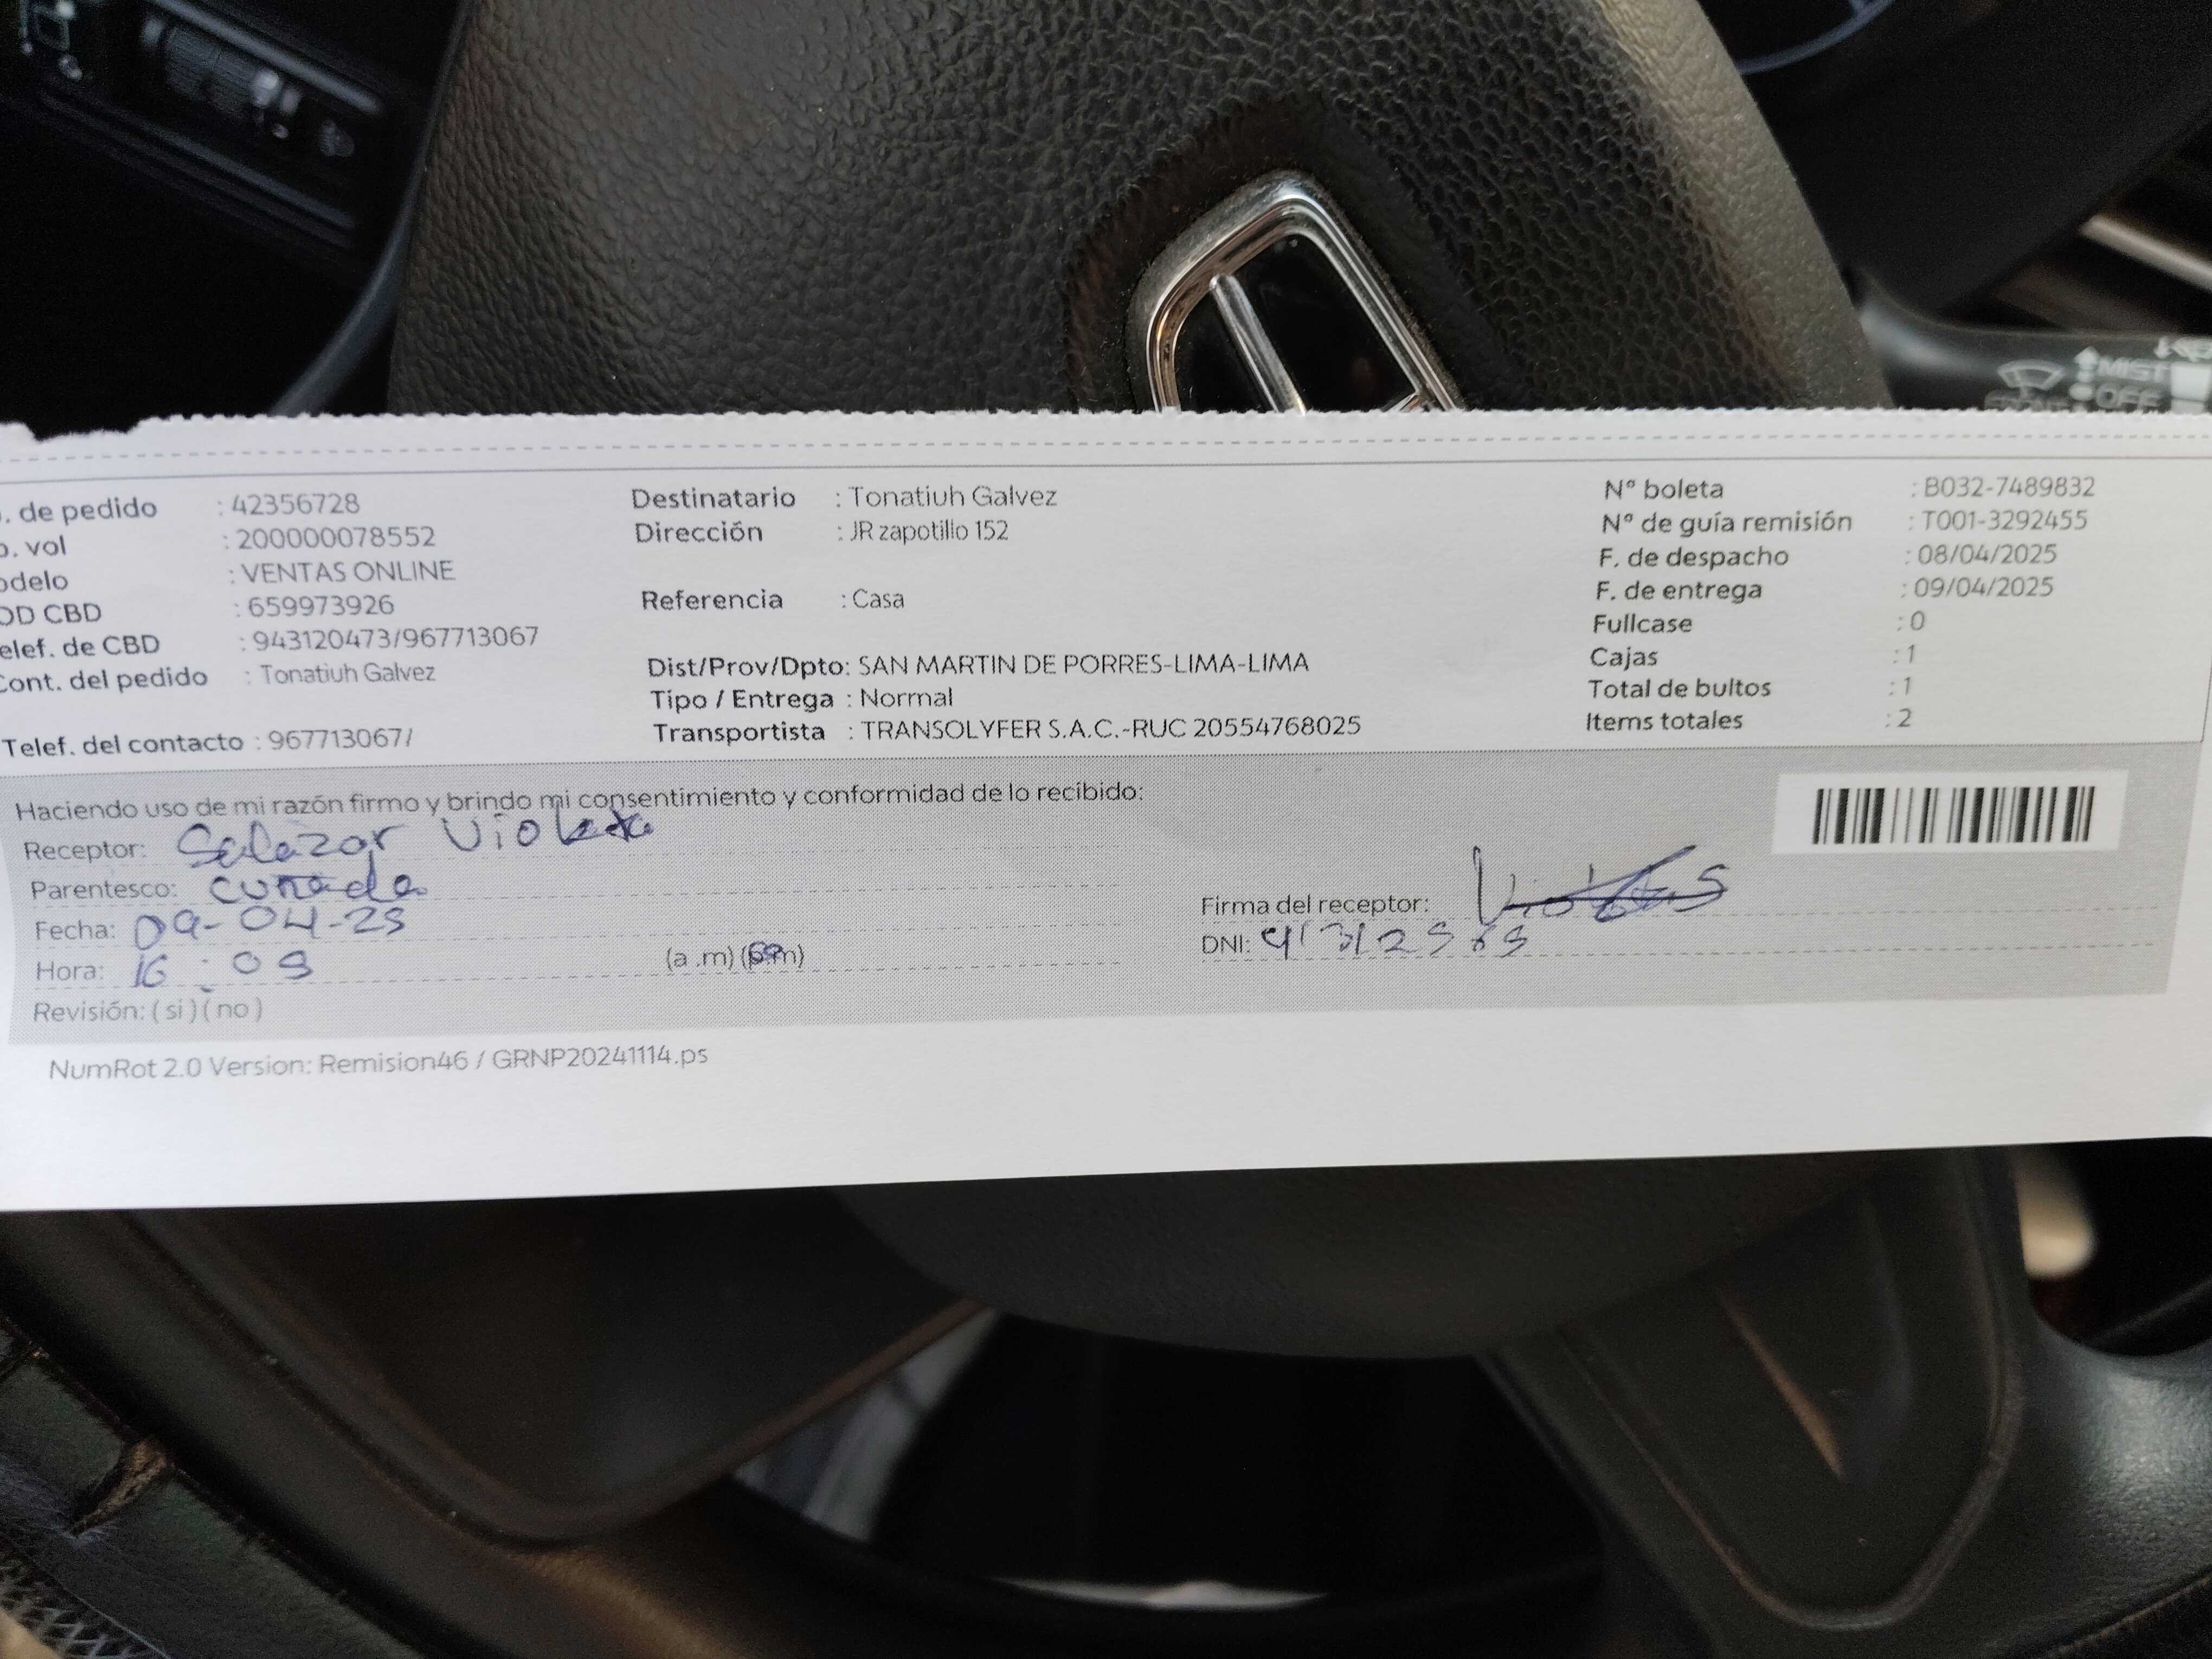 . de pedido : 42356728
o. vol : 200000078552
odelo : VENTAS ONLINE
OD CBD : 659973926
elef. de CBD : 943120473/967713067
Cont. del pedido : Tonatiuh Galvez
Telef. del contacto : 967713067/
Destinatario : Tonatiuh Galvez
Dirección : JR zapotillo 152
Referencia : Casa
Dist/Prov/Dpto: SAN MARTIN DE PORRES-LIMA-LIMA
Tipo / Entrega : Normal
Transportista : TRANSOLYFER S.A.C.-RUC 20554768025
N° boleta : B032-7489832
N° de guía remisión : T001-3292455
F. de despacho : 08/04/2025
F. de entrega : 09/04/2025
Fullcase : 0
Cajas : 1
Total de bultos : 1
Items totales : 2
Haciendo uso de mi razón firmo y brindo mi consentimiento y conformidad de lo recibido:
Receptor: Salazar Violeta
Parentesco: cuñada
Fecha: 09-04-25
Hora: 16:09 (a .m) (p.m)
Revisión: ( si ) ( no )
Firma del receptor:
DNI:
NumRot 2.0 Version: Remision46 / GRNP20241114.ps
MIST
OFF